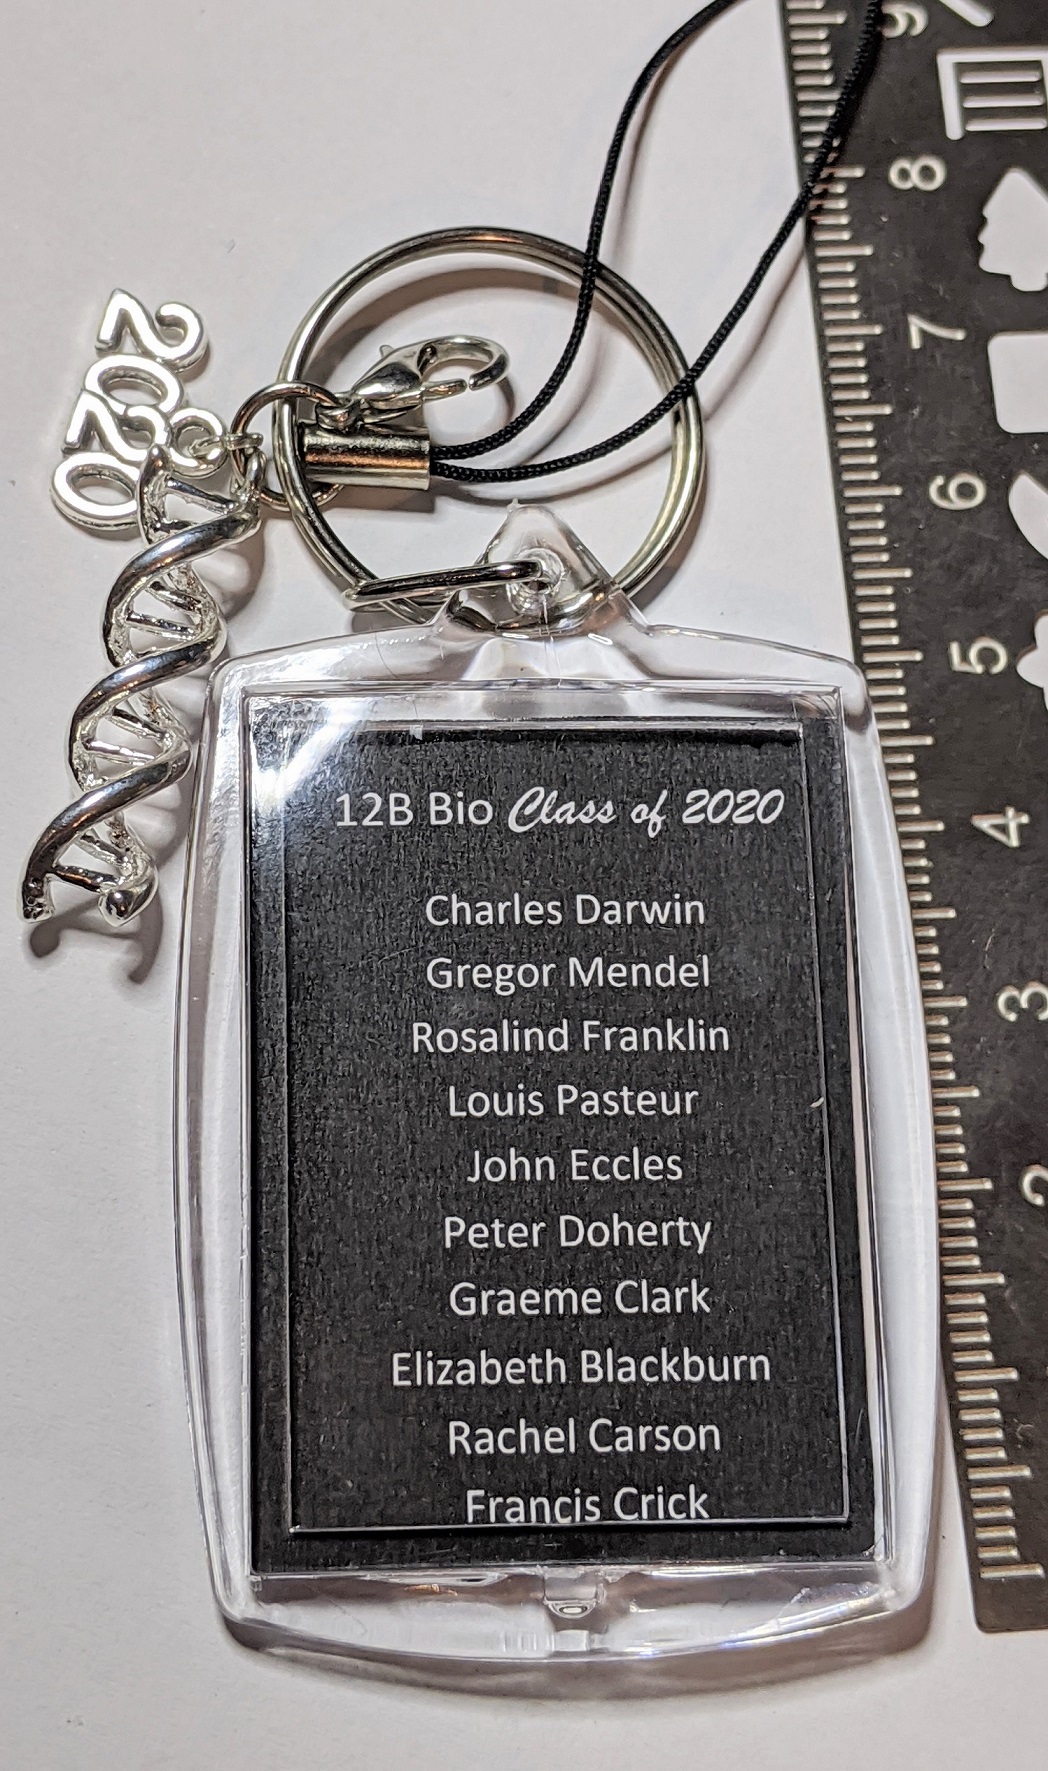 9
8
7
6
5
4
3
2
2020
12B Bio Class of 2020
Charles Darwin
Gregor Mendel
Rosalind Franklin
Louis Pasteur
John Eccles
Peter Doherty
Graeme Clark
Elizabeth Blackburn
Rachel Carson
Francis Crick